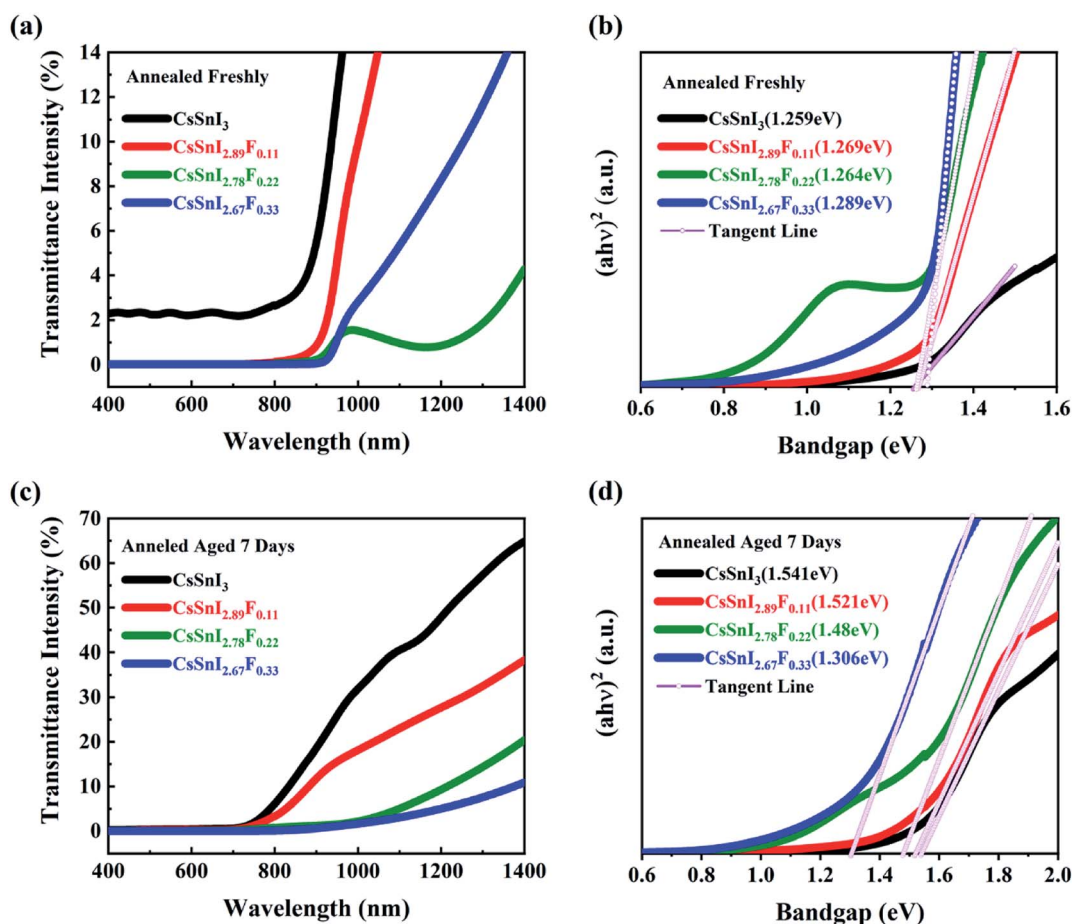 (a)
14
12
10
8
6
4
2
0
Transmittance Intensity (%)
Annealed Freshly
CsSnI₃
CsSnI₂.₈₉F₀.₁₁
CsSnI₂.₇₈F₀.₂₂
CsSnI₂.₆₇F₀.₃₃
400 600 800 1000 1200 1400
Wavelength (nm)
(b)
(ahν)² (a.u.)
Annealed Freshly
CsSnI₃(1.259eV)
CsSnI₂.₈₉F₀.₁₁(1.269eV)
CsSnI₂.₇₈F₀.₂₂(1.264eV)
CsSnI₂.₆₇F₀.₃₃(1.289eV)
Tangent Line
0.6 0.8 1.0 1.2 1.4 1.6
Bandgap (eV)
(c)
70
60
50
40
30
20
10
0
Transmittance Intensity (%)
Anneled Aged 7 Days
CsSnI₃
CsSnI₂.₈₉F₀.₁₁
CsSnI₂.₇₈F₀.₂₂
CsSnI₂.₆₇F₀.₃₃
400 600 800 1000 1200 1400
Wavelength (nm)
(d)
(ahν)² (a.u.)
Annealed Aged 7 Days
CsSnI₃(1.541eV)
CsSnI₂.₈₉F₀.₁₁(1.521eV)
CsSnI₂.₇₈F₀.₂₂(1.48eV)
CsSnI₂.₆₇F₀.₃₃(1.306eV)
Tangent Line
0.6 0.8 1.0 1.2 1.4 1.6 1.8 2.0
Bandgap (eV)